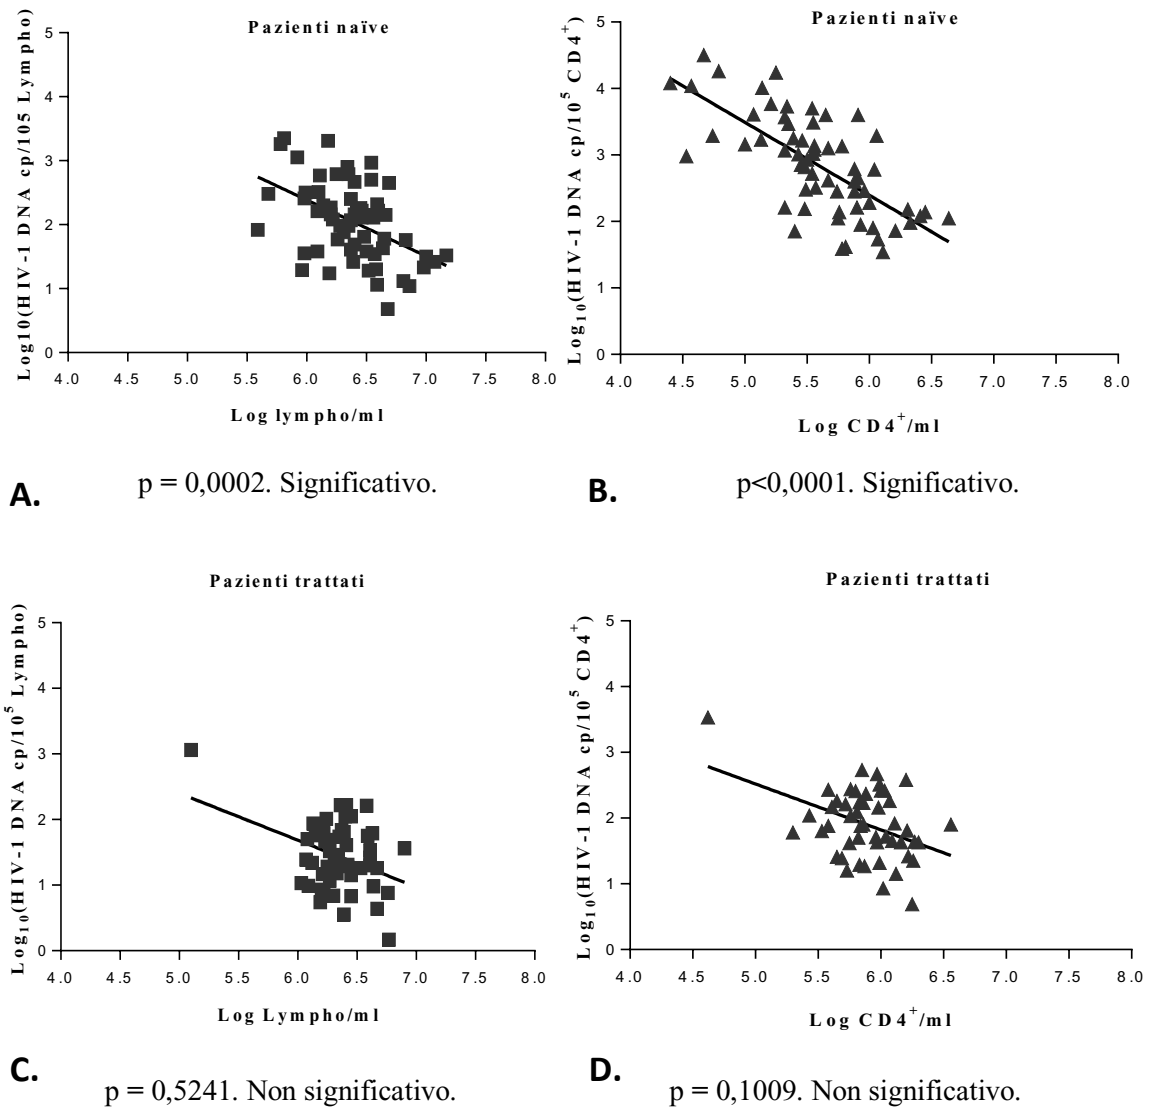 Pazienti naïve
Log10(HIV-1 DNA cp/105 Lympho)
5
4
3
2
1
0
4.0 4.5 5.0 5.5 6.0 6.5 7.0 7.5 8.0
Log lympho/ml
A.
p = 0,0002. Significativo.
Pazienti naïve
Log₁₀(HIV-1 DNA cp/10⁵ CD4⁺)
5
4
3
2
1
0
4.0 4.5 5.0 5.5 6.0 6.5 7.0 7.5 8.0
Log CD4⁺/ml
B.
p<0,0001. Significativo.
Pazienti trattati
Log₁₀(HIV-1 DNA cp/10⁵ Lympho)
5
4
3
2
1
0
4.0 4.5 5.0 5.5 6.0 6.5 7.0 7.5 8.0
Log Lympho/ml
C.
p = 0,5241. Non significativo.
Pazienti trattati
Log₁₀(HIV-1 DNA cp/10⁵ CD4⁺)
5
4
3
2
1
0
4.0 4.5 5.0 5.5 6.0 6.5 7.0 7.5 8.0
Log CD4⁺/ml
D.
p = 0,1009. Non significativo.